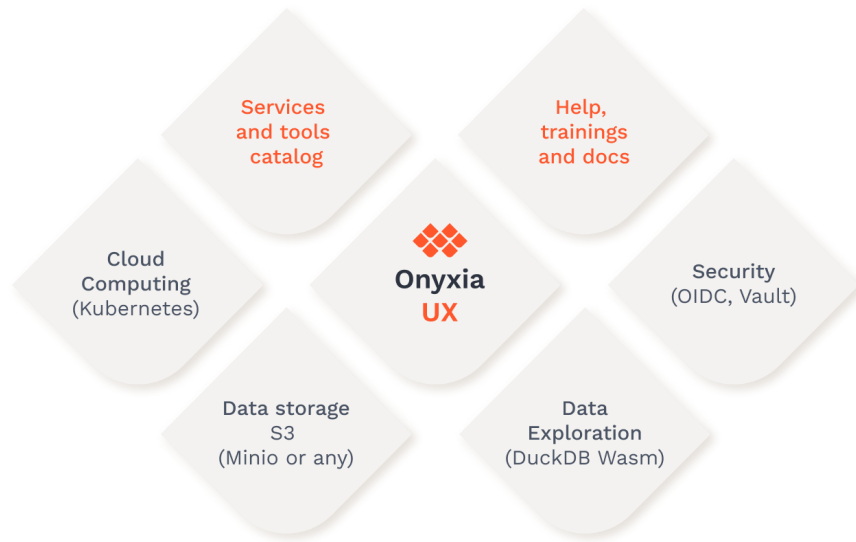 Services
and tools
catalog
Help,
trainings
and docs
Cloud
Computing
(Kubernetes)
Onyxia
UX
Security
(OIDC, Vault)
Data storage
S3
(Minio or any)
Data
Exploration
(DuckDB Wasm)